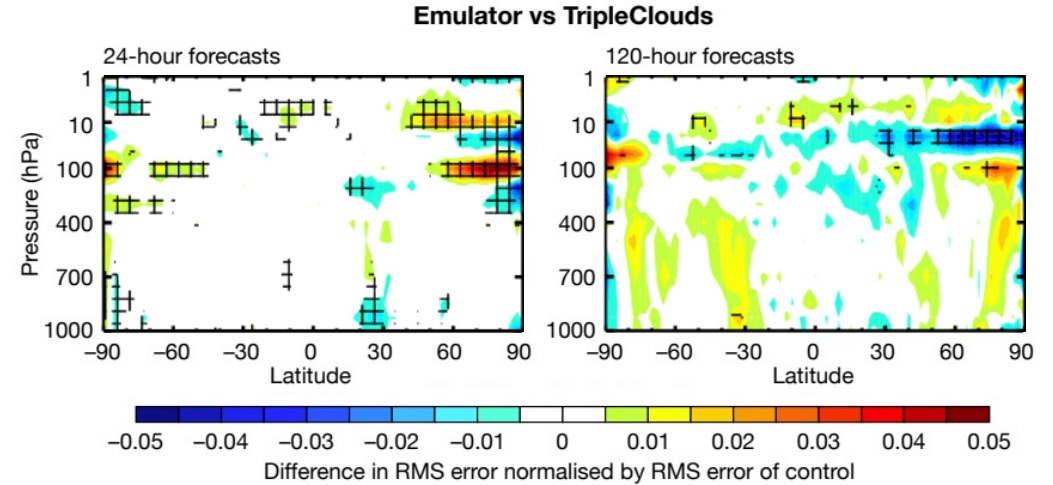 Emulator vs TripleClouds
24-hour forecasts
120-hour forecasts
Pressure (hPa)
1
10
100
400
700
1000
1
10
100
400
700
1000
−90 −60 −30 0 30 60 90
−90 −60 −30 0 30 60 90
Latitude
Latitude
−0.05 −0.04 −0.03 −0.02 −0.01 0 0.01 0.02 0.03 0.04 0.05
Difference in RMS error normalised by RMS error of control